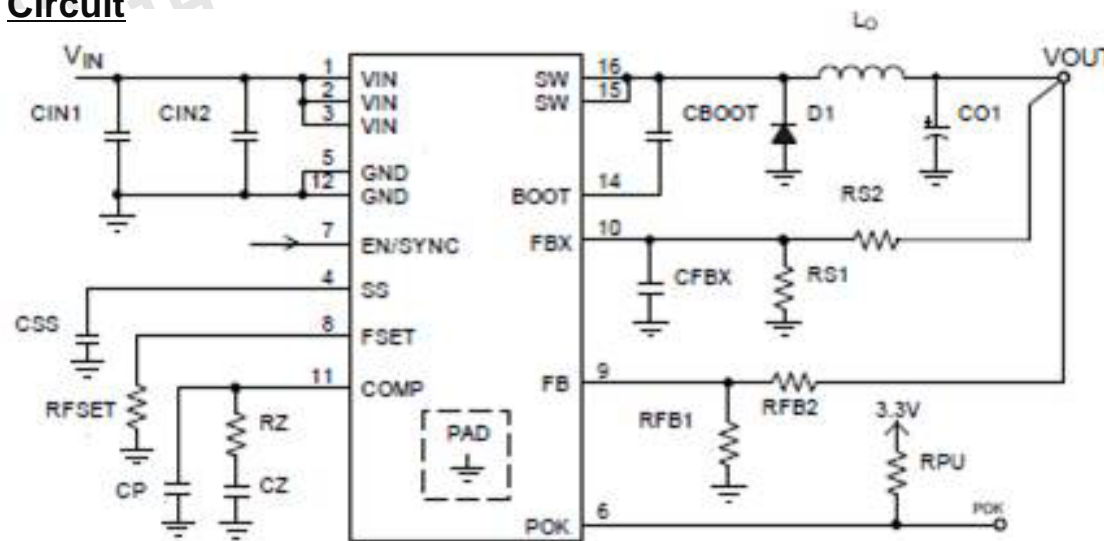 Circuit
LO
VIN
VOUT
1 VIN
2 VIN
3 VIN
SW 16
SW 15
CIN1
CIN2
CBOOT
D1
CO1
5 GND
12 GND
BOOT 14
RS2
7 EN/SYNC
FBX 10
CFBX
RS1
4 SS
CSS
8 FSET
RFSET
11 COMP
FB 9
RFB2
RFB1
3.3V
RZ
PAD
RPU
CP
CZ
POK 6
POK